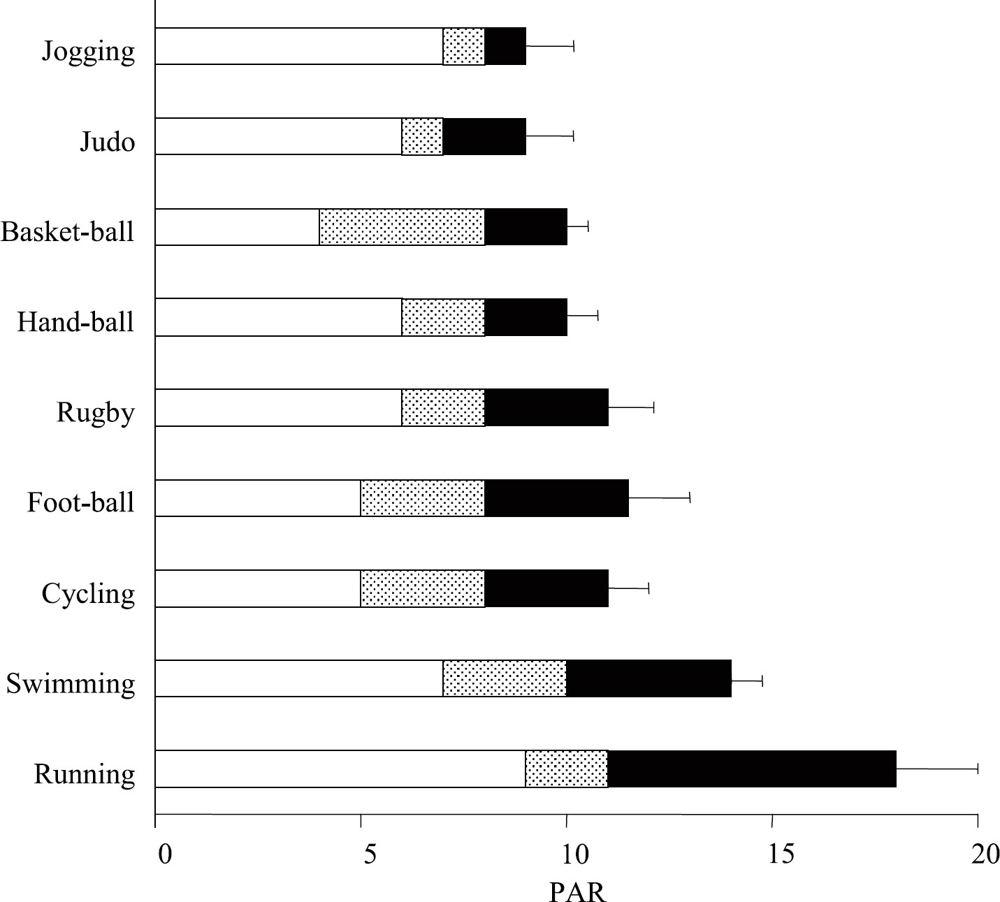 Jogging
Judo
Basket-ball
Hand-ball
Rugby
Foot-ball
Cycling
Swimming
Running
0 5 10 15 20
PAR